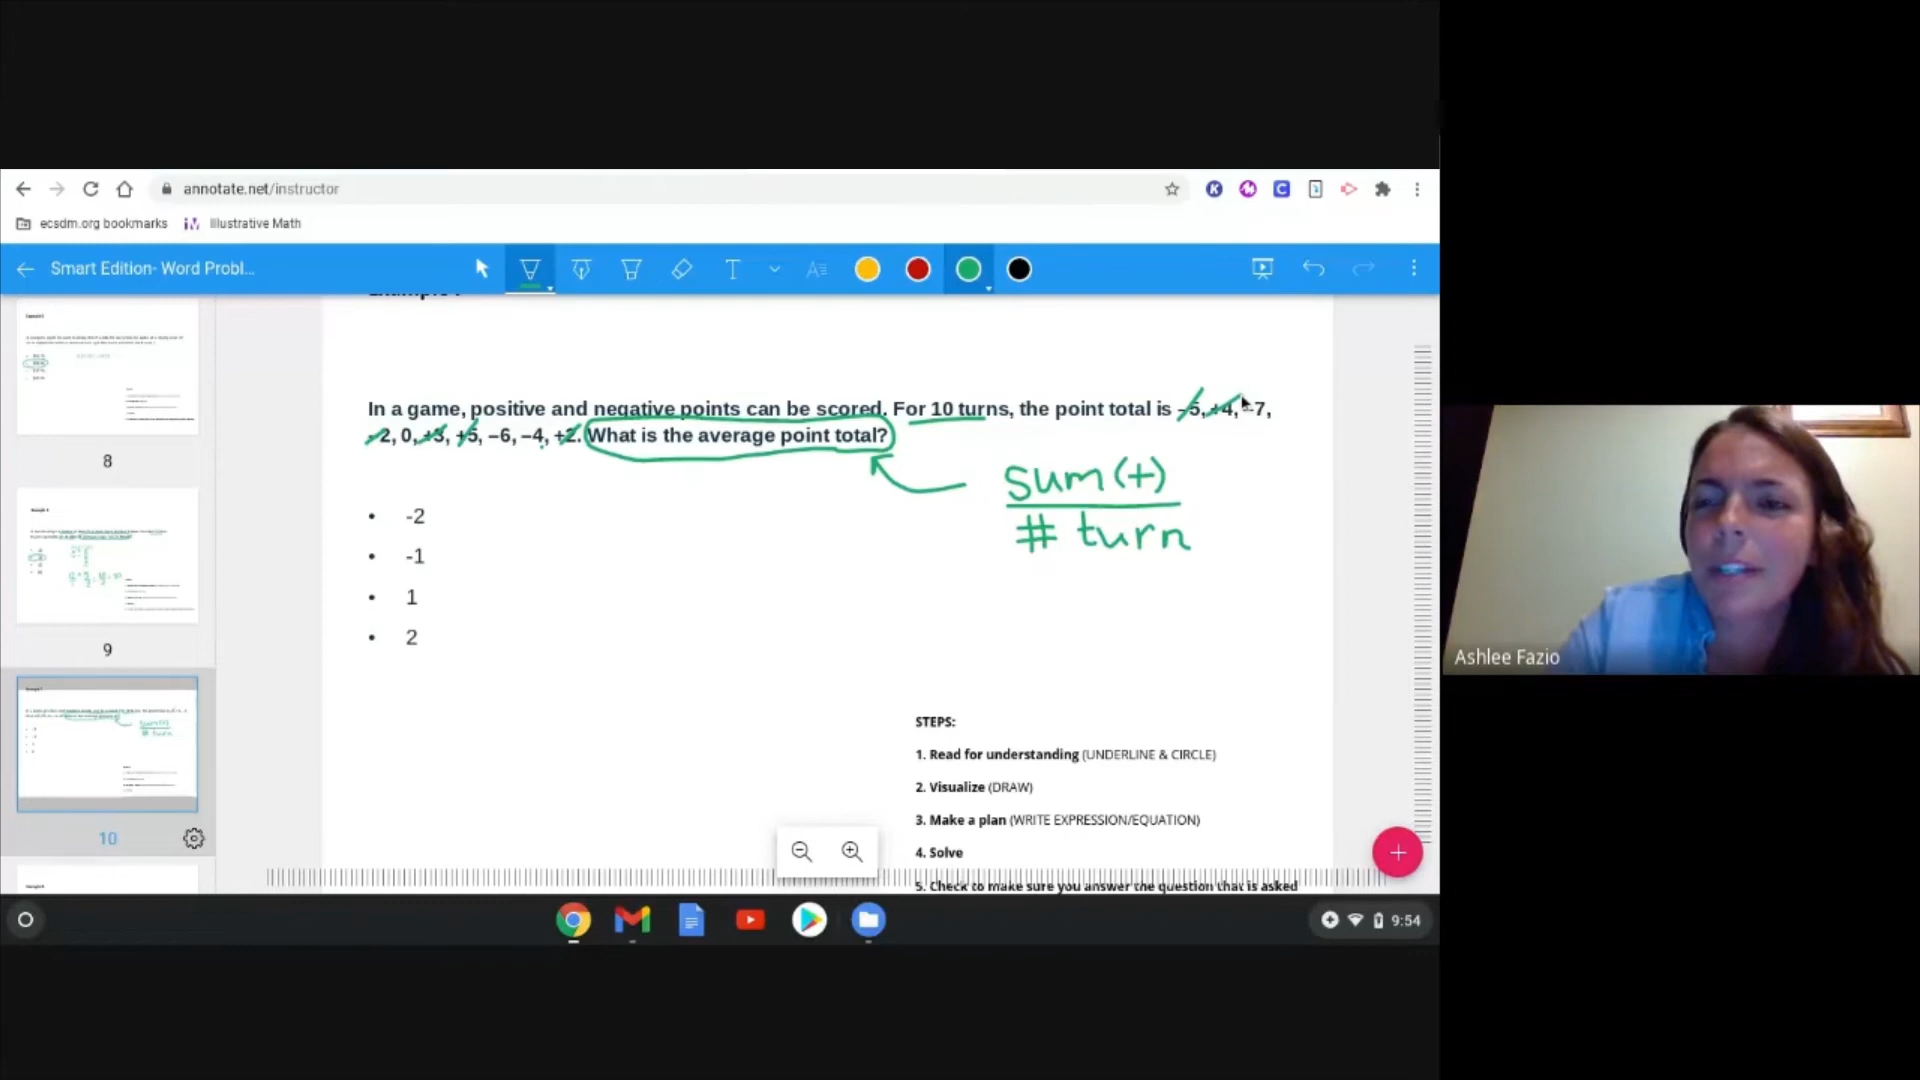 annotate.net/instructor
ecsdm.org bookmarks
Illustrative Math
Smart Edition- Word Probl...
In a game, positive and negative points can be scored. For 10 turns, the point total is –5, +4, –7,
–2, 0, +3, +5, –6, –4, +2. What is the average point total?
sum (+)
# turn
• -2
• -1
• 1
• 2
8
9
10
STEPS:
1. Read for understanding (UNDERLINE & CIRCLE)
2. Visualize (DRAW)
3. Make a plan (WRITE EXPRESSION/EQUATION)
4. Solve
5. Check to make sure you answer the question that is asked
9:54
Ashlee Fazio